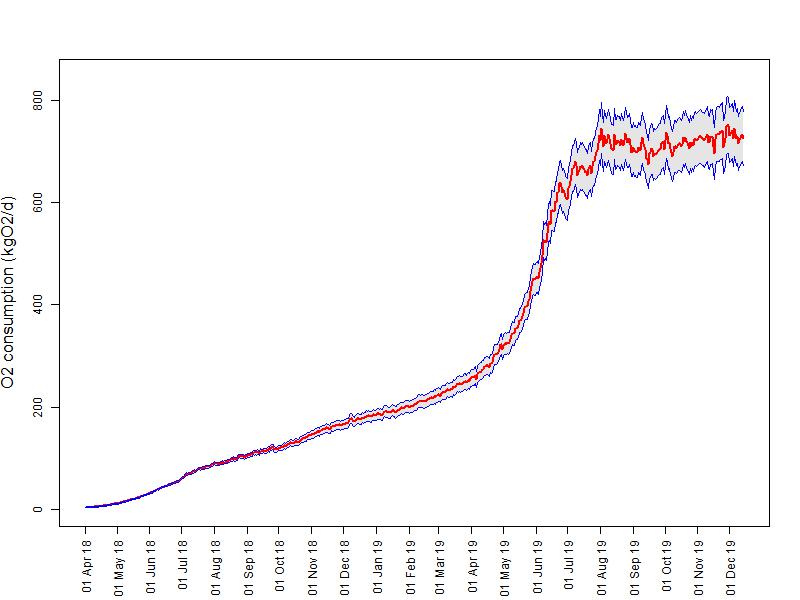 O2 consumption (kgO2/d)
800
600
400
200
0
01 Apr 18
01 May 18
01 Jun 18
01 Jul 18
01 Aug 18
01 Sep 18
01 Oct 18
01 Nov 18
01 Dec 18
01 Jan 19
01 Feb 19
01 Mar 19
01 Apr 19
01 May 19
01 Jun 19
01 Jul 19
01 Aug 19
01 Sep 19
01 Oct 19
01 Nov 19
01 Dec 19